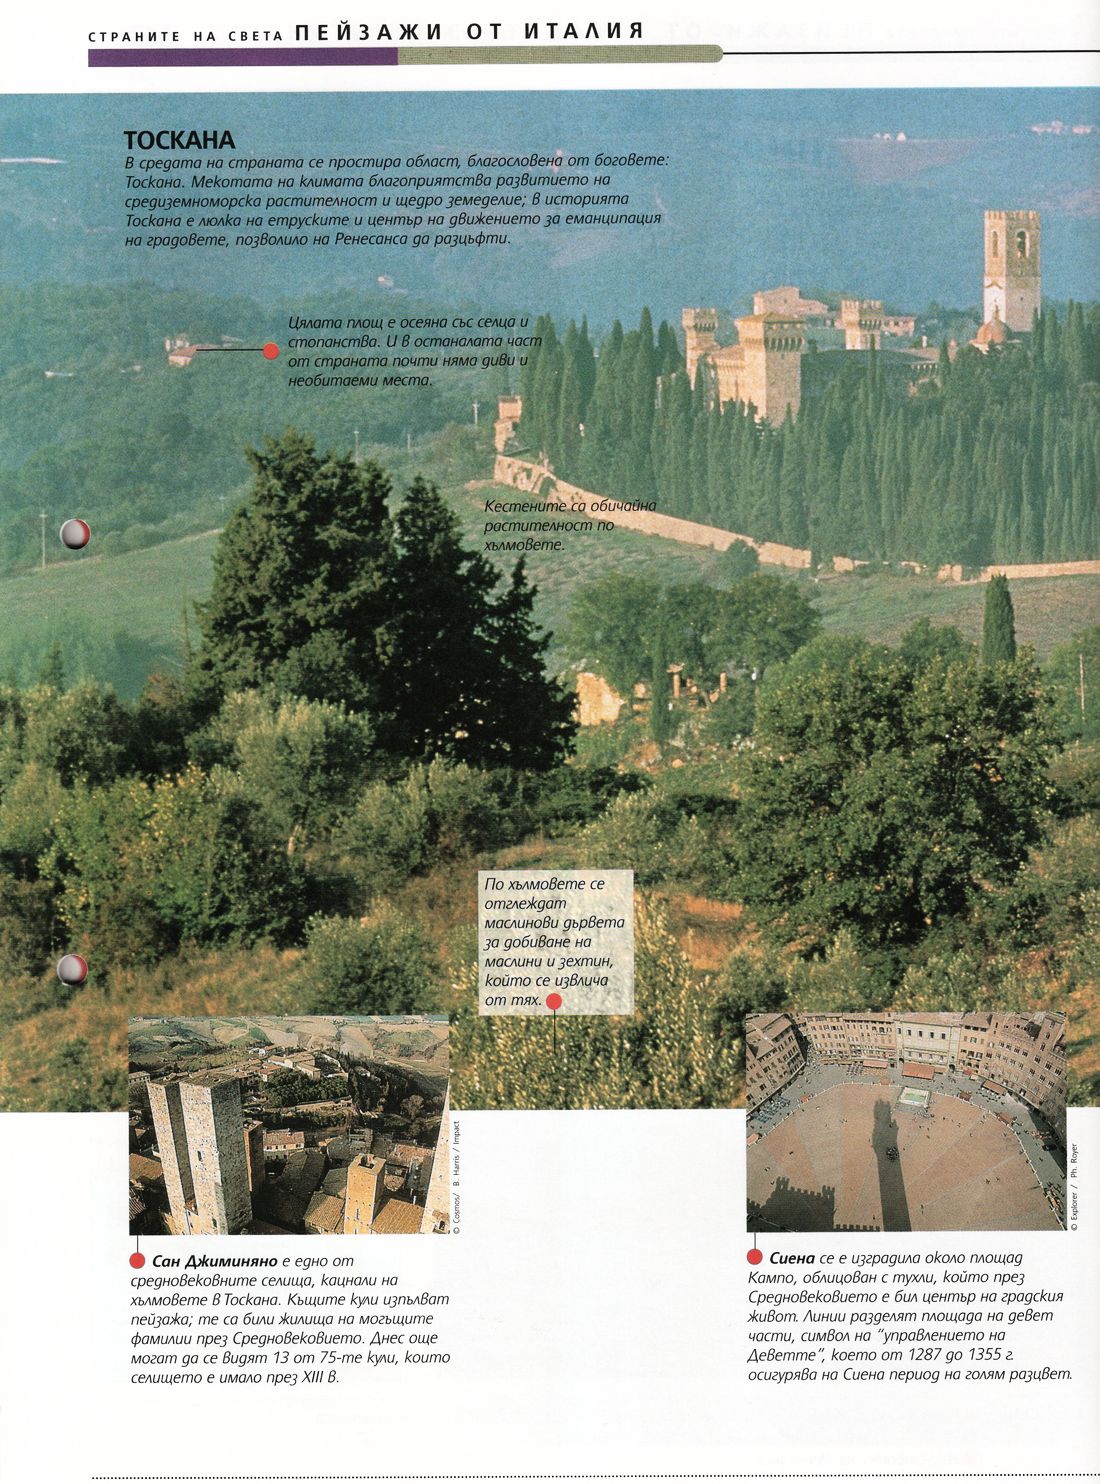 СТРАНИТЕ НА СВЕТА ПЕЙЗАЖИ ОТ ИТАЛИЯ
ТОСКАНА
В средата на страната се простира област, благословена от боговете:
Тоскана. Мекотата на климата благоприятства развитието на
средиземноморска растителност и щедро земеделие; в историята
Тоскана е люлка на етруските и център на движението за еманципация
на градовете, позволило на Ренесанса да разцъфти.
Цялата площ е осеяна със селца и
стопанства. И в останалата част
от страната почти няма диви и
необитаеми места.
Кестените са обичайна
растителност по
хълмовете.
По хълмовете се
отглеждат
маслинови дървета
за добиване на
маслини и зехтин,
който се извлича
от тях.
© Cosmos/ B. Harris / Impact
© Explorer / Ph. Royer
Сан Джиминяно е едно от
средновековните селища, кацнали на
хълмовете в Тоскана. Къщите кули изпълват
пейзажа; те са били жилища на могъщите
фамилии през Средновековието. Днес още
могат да се видят 13 от 75-те кули, които
селището е имало през XIII в.
Сиена се е изградила около площад
Кампо, облицован с тухли, който през
Средновековието е бил център на градския
живот. Линии разделят площада на девет
части, символ на "управлението на
Деветте", което от 1287 до 1355 г.
осигурява на Сиена период на голям разцвет.